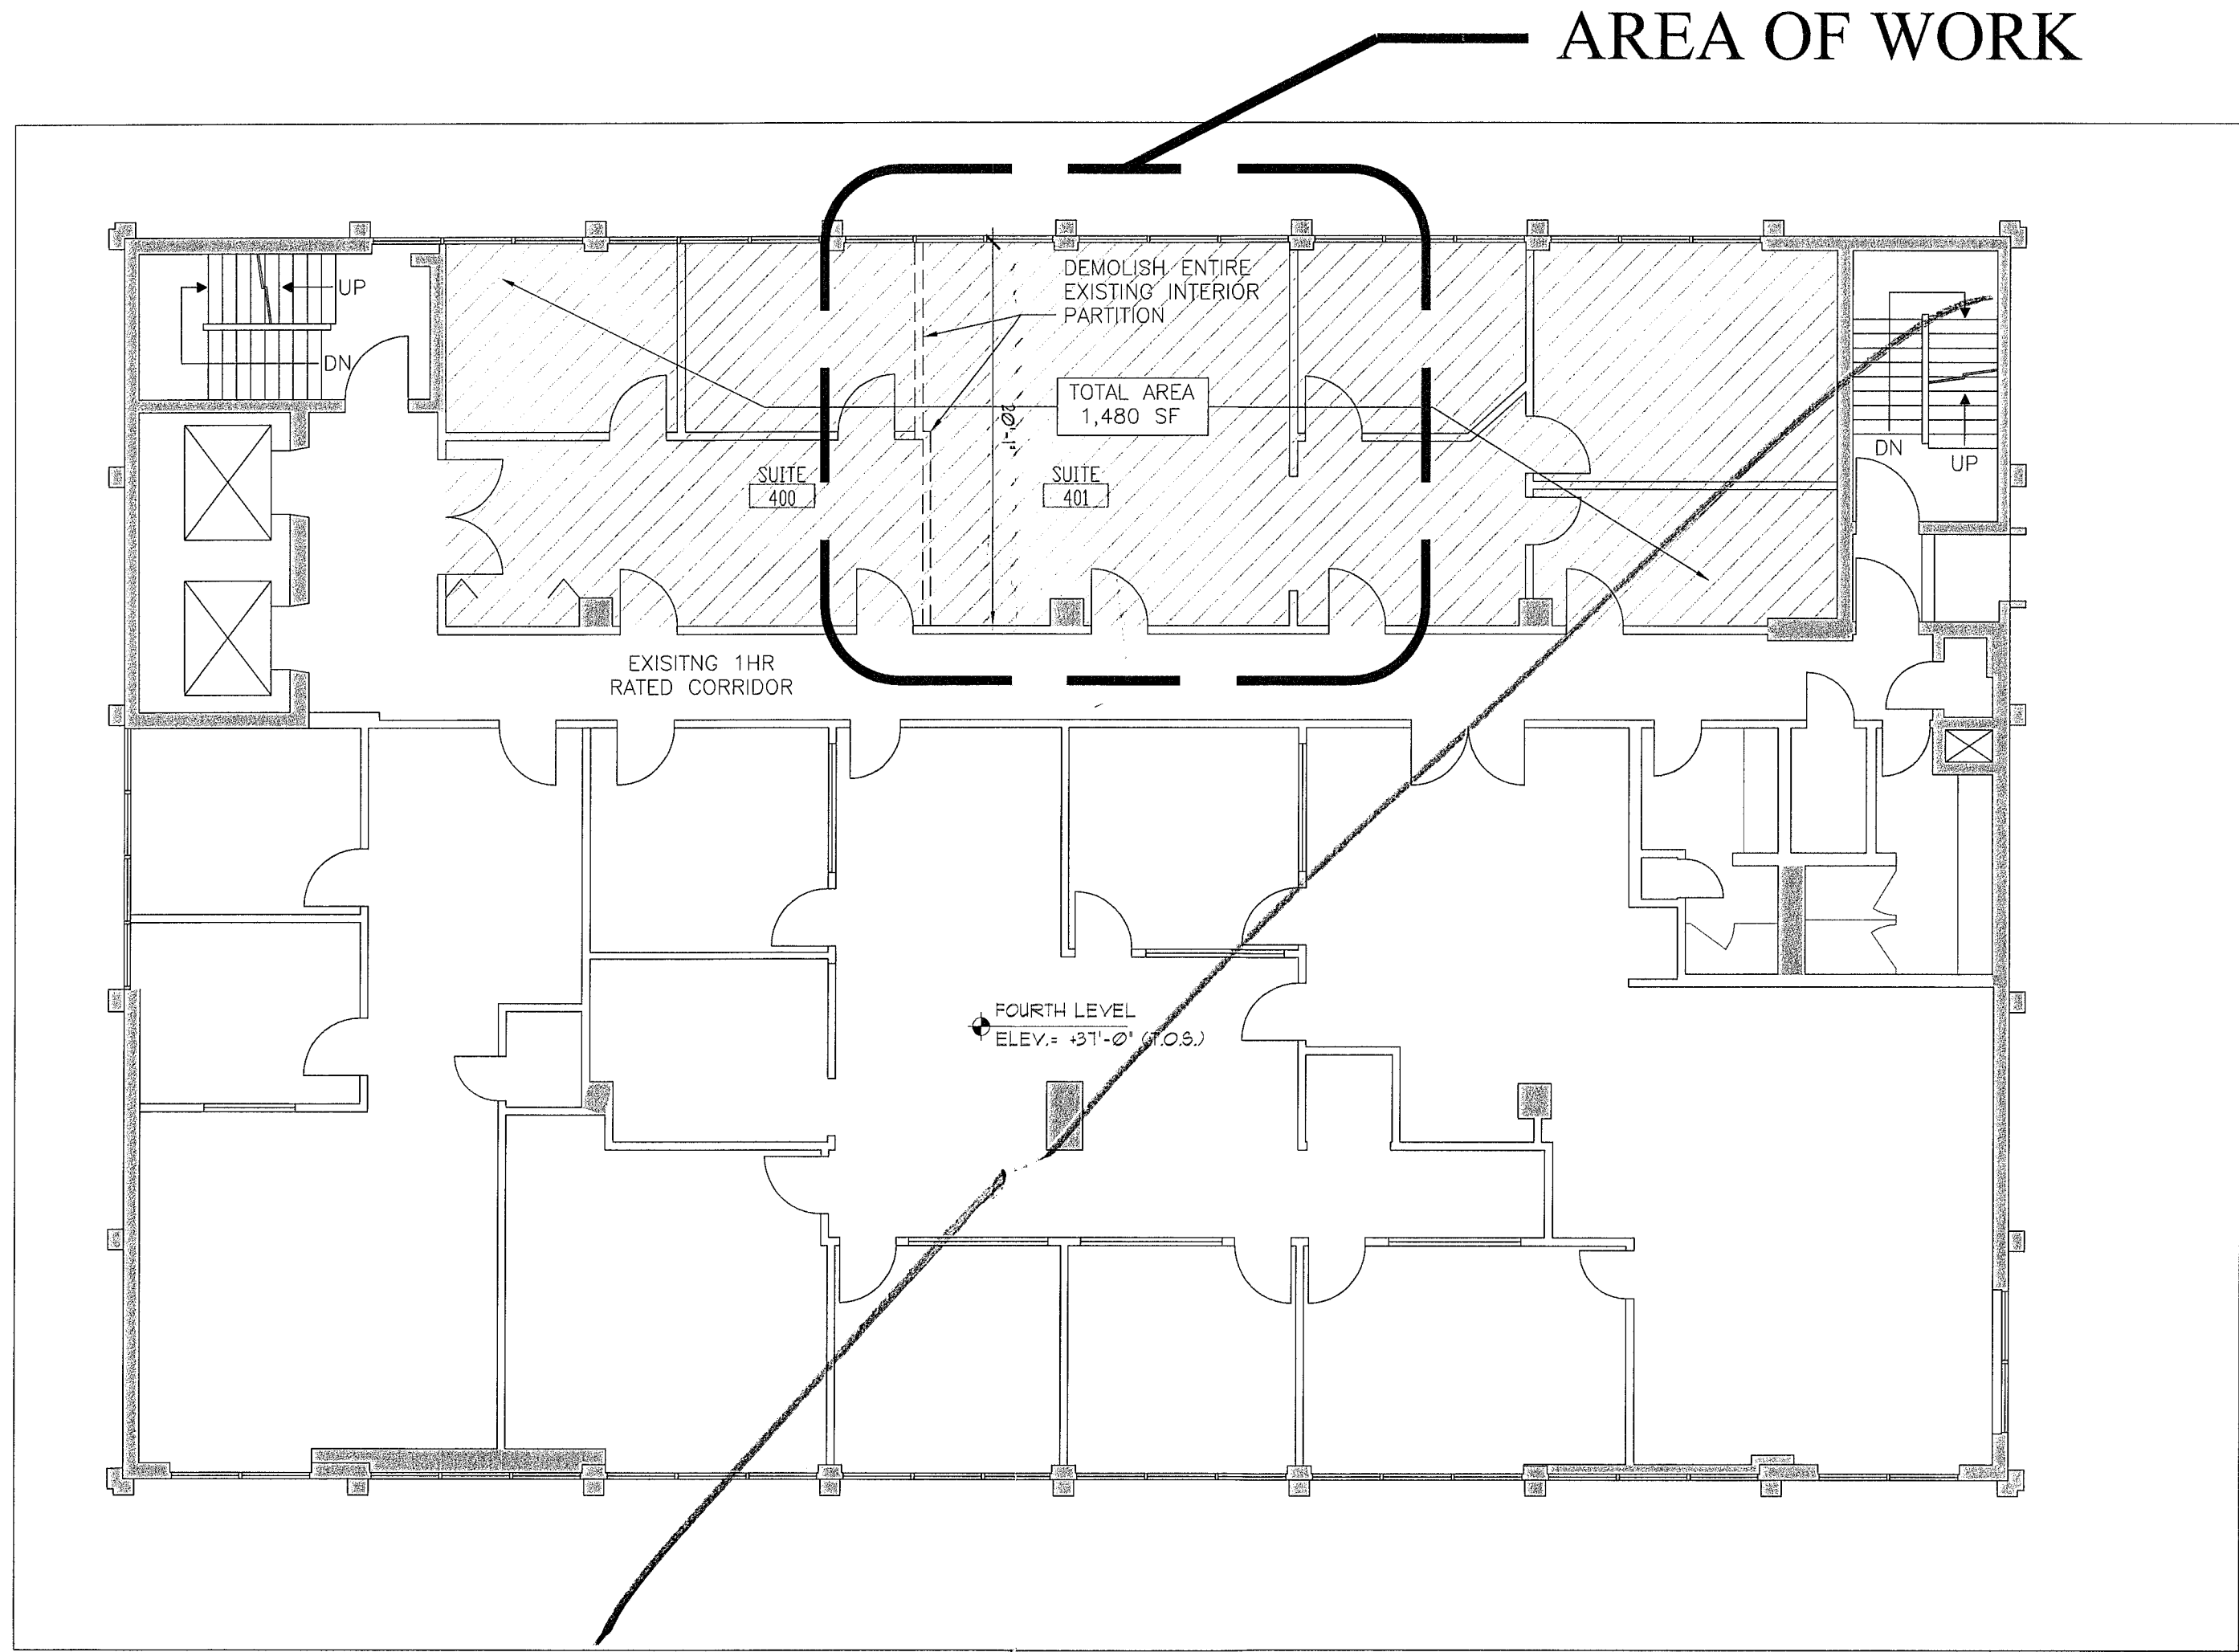 AREA OF WORK
DEMOLISH ENTIRE
EXISTING INTERIOR
PARTITION
UP
DN
TOTAL AREA
1,480 SF
20'-1"
SUITE
400
SUITE
401
DN
UP
EXISITNG 1HR
RATED CORRIDOR
FOURTH LEVEL
ELEV.= +37'-0" (T.O.S.)